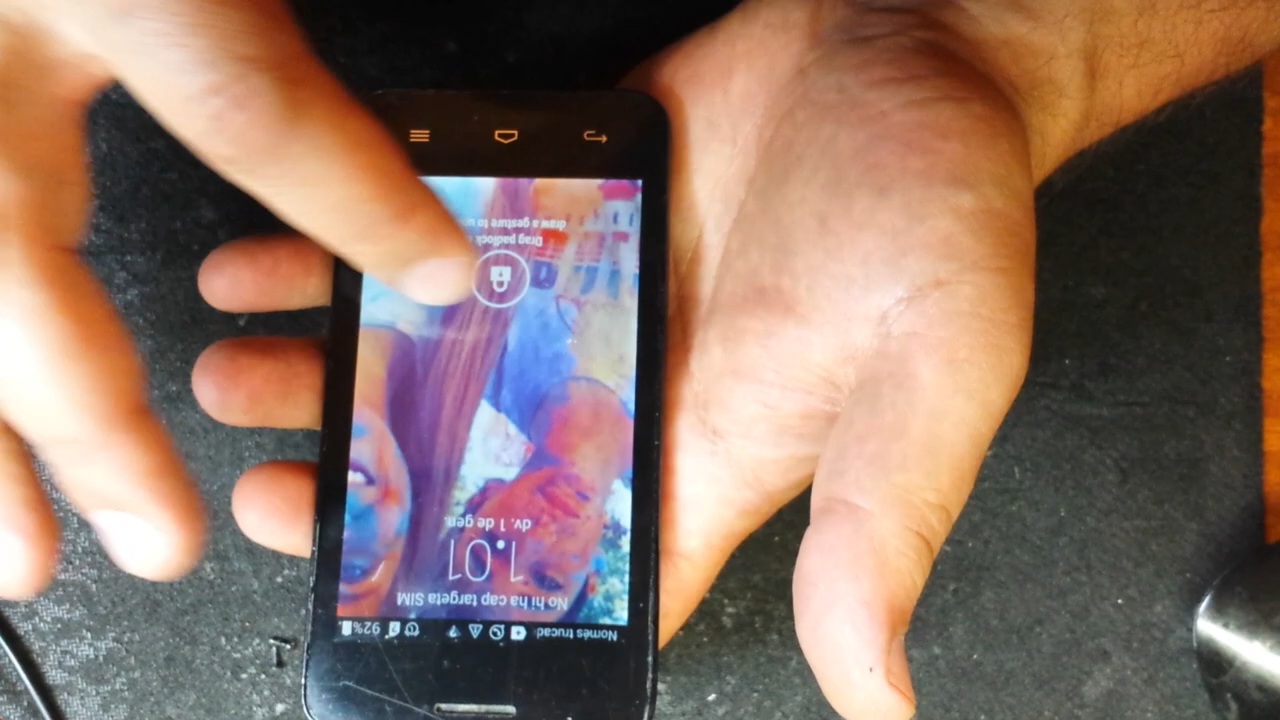 Només trucad
92%
No hi ha cap targeta SIM
1.01
dv, 1 de gen.
Drag padlock
draw a gesture to